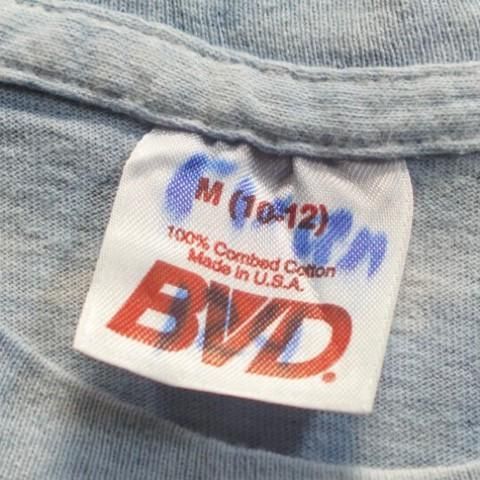 M (10-12)
100% Combed Cotton
Made in U.S.A.
BVD.